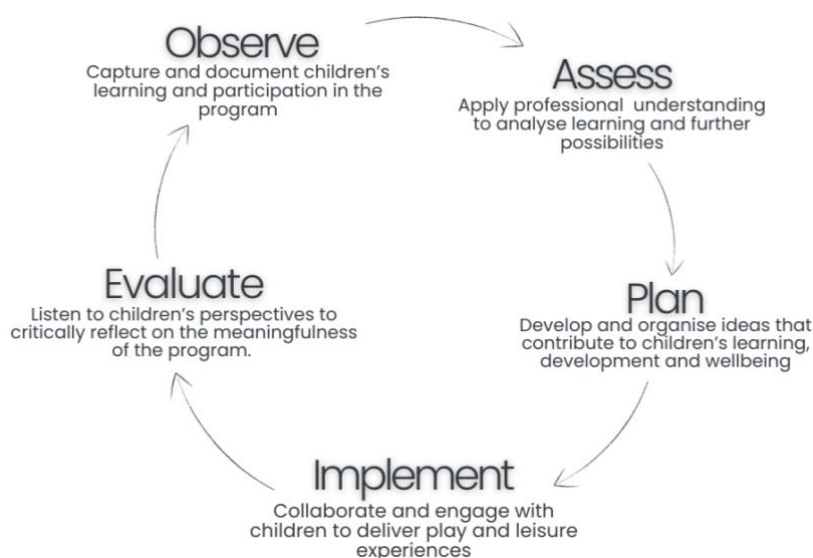 Observe
Capture and document children's
learning and participation in the
program
Assess
Apply professional understanding
to analyse learning and further
possibilities
Plan
Develop and organise ideas that
contribute to children's learning,
development and wellbeing
Implement
Collaborate and engage with
children to deliver play and leisure
experiences
Evaluate
Listen to children's perspectives to
critically reflect on the meaningfulness
of the program.